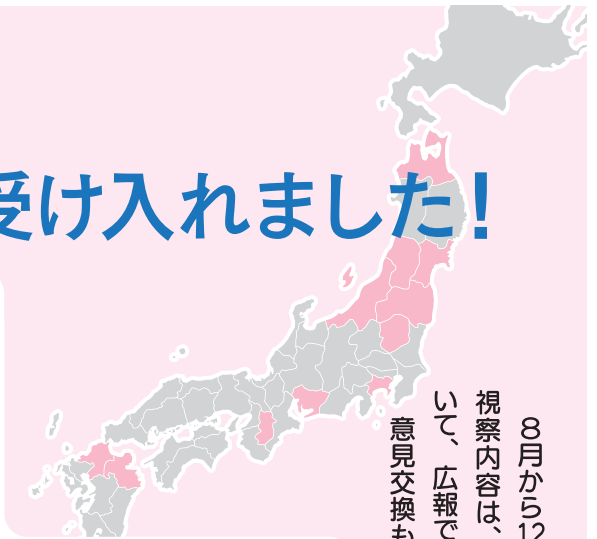 受け入れました！
８月から12
視察内容は、
いて、広報で
意見交換も